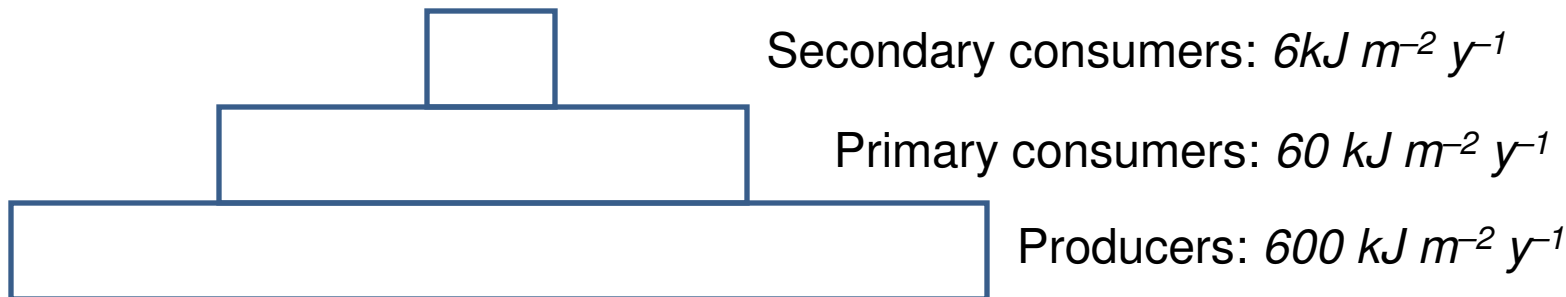 Secondary consumers: 6kJ m⁻² y⁻¹
Primary consumers: 60 kJ m⁻² y⁻¹
Producers: 600 kJ m⁻² y⁻¹